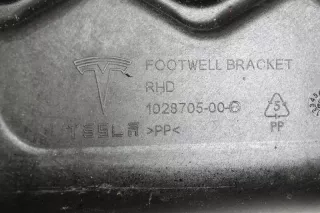 FOOTWELL BRACKET
RHD
1028705-00-G
TESLA >PP<
5
PP